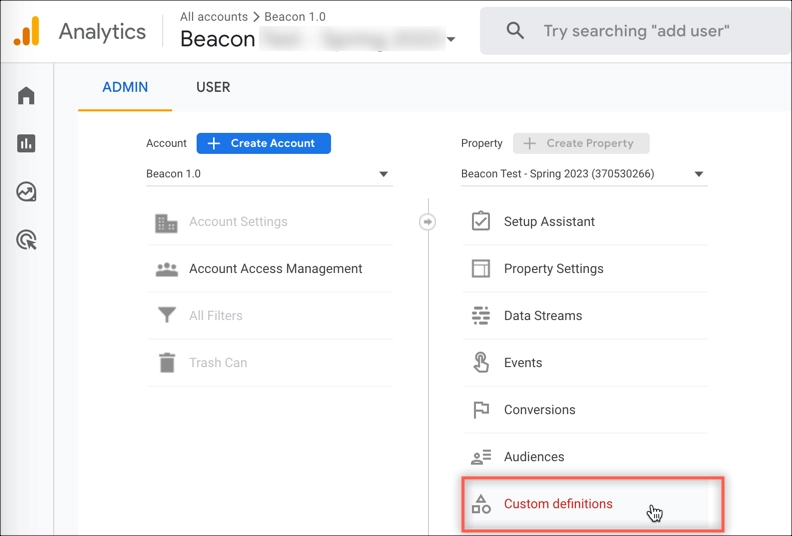 Analytics
All accounts > Beacon 1.0
Beacon
Try searching "add user"
ADMIN
USER
Account
Create Account
Beacon 1.0
Account Settings
Account Access Management
All Filters
Trash Can
Property
Create Property
Beacon Test - Spring 2023 (370530266)
Setup Assistant
Property Settings
Data Streams
Events
Conversions
Audiences
Custom definitions